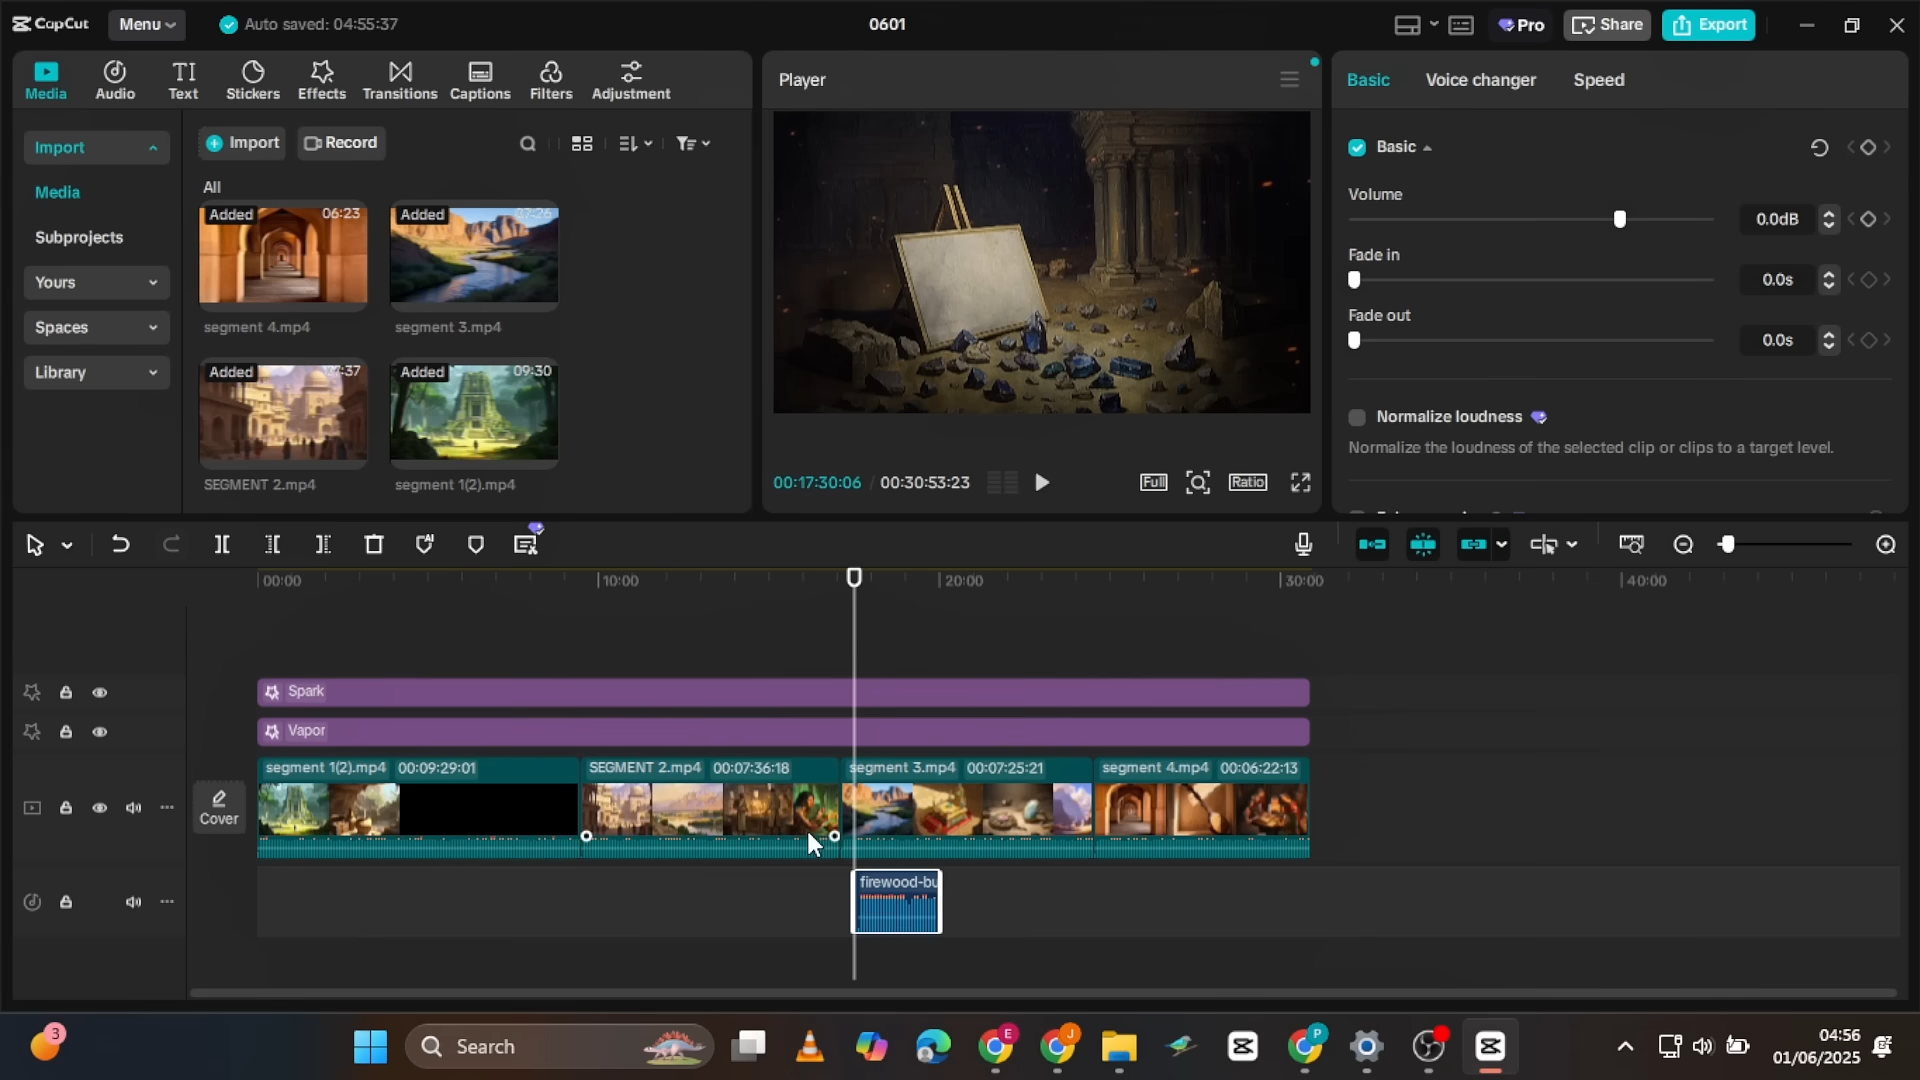 CapCut
Menu
Auto saved: 04:55:37
0601
Pro
Share
Export
Media
Audio
Text
Stickers
Effects
Transitions
Captions
Filters
Adjustment
Player
Basic
Voice changer
Speed
Import
Media
Subprojects
Yours
Spaces
Library
Import
Record
All
Added
06:23
segment 4.mp4
Added
07:26
segment 3.mp4
Added
07:37
SEGMENT 2.mp4
Added
09:30
segment 1(2).mp4
00:17:30:06 / 00:30:53:23
Full
Ratio
Basic
Volume
0.0dB
Fade in
0.0s
Fade out
0.0s
Normalize loudness
Normalize the loudness of the selected clip or clips to a target level.
00:00
10:00
20:00
30:00
40:00
Spark
Vapor
Cover
segment 1(2).mp4 00:09:29:01
SEGMENT 2.mp4 00:07:36:18
segment 3.mp4 00:07:25:21
segment 4.mp4 00:06:22:13
firewood-bu
3
Search
E
J
P
04:56
01/06/2025